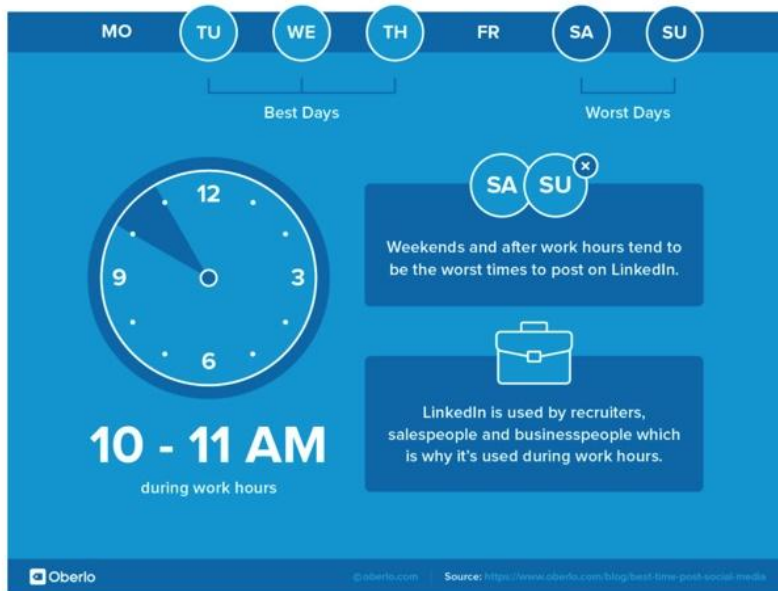 MO TU WE TH FR SA SU
Best Days Worst Days
12
9 3
6
10 - 11 AM
during work hours
SA SU
Weekends and after work hours tend to
be the worst times to post on LinkedIn.
LinkedIn is used by recruiters,
salespeople and businesspeople which
is why it's used during work hours.
Oberlo ©oberlo.com Source: https://www.oberlo.com/blog/best-time-post-social-media